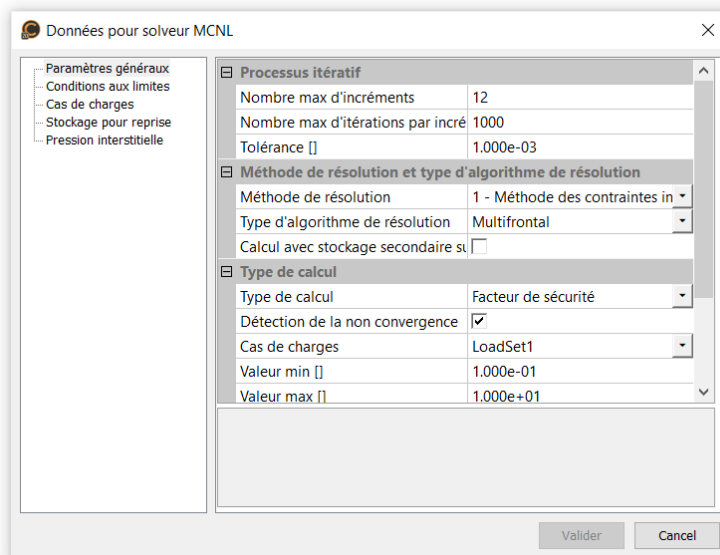 Données pour solveur MCNL
Paramètres généraux
Conditions aux limites
Cas de charges
Stockage pour reprise
Pression interstitielle
Processus itératif
Nombre max d'incréments 12
Nombre max d'itérations par incré 1000
Tolérance [] 1.000e-03
Méthode de résolution et type d'algorithme de résolution
Méthode de résolution 1 - Méthode des contraintes in
Type d'algorithme de résolution Multifrontal
Calcul avec stockage secondaire su
Type de calcul
Type de calcul Facteur de sécurité
Détection de la non convergence
Cas de charges LoadSet1
Valeur min [] 1.000e-01
Valeur max [] 1.000e+01
Valider Cancel